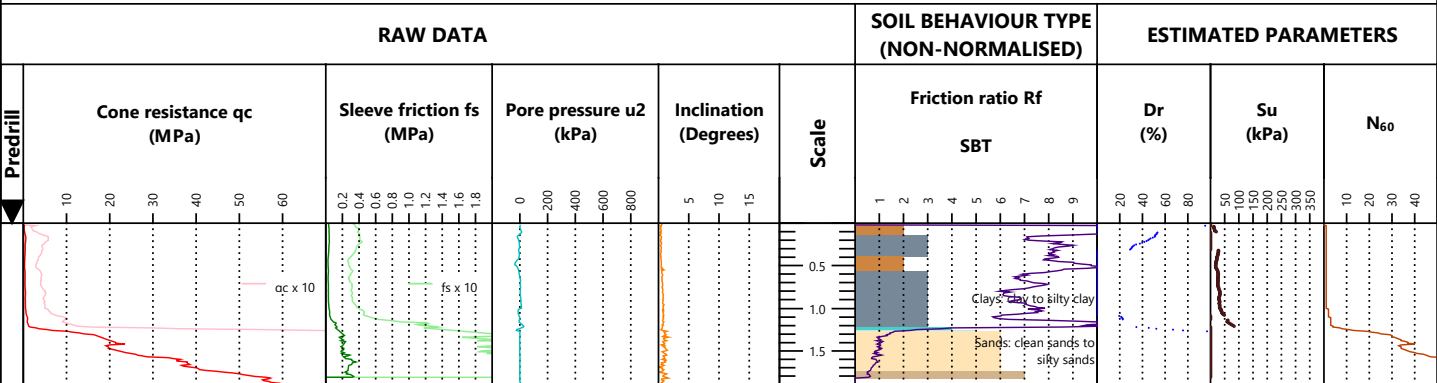 RAW DATA
SOIL BEHAVIOUR TYPE
(NON-NORMALISED)
ESTIMATED PARAMETERS
Predrill
Cone resistance qc
(MPa)
Sleeve friction fs
(MPa)
Pore pressure u2
(kPa)
Inclination
(Degrees)
Scale
Friction ratio Rf
SBT
Dr
(%)
Su
(kPa)
N₆₀
10 20 30 40 50 60
0.2 0.4 0.6 0.8 1.0 1.2 1.4 1.6 1.8
0 200 400 600 800
5 10 15
1 2 3 4 5 6 7 8 9
20 40 60 80
50 100 150 200 250 300 350
10 20 30 40
qc x 10
fs x 10
0.5
1.0
1.5
Clays: clay to silty clay
Sands: clean sands to
silty sands